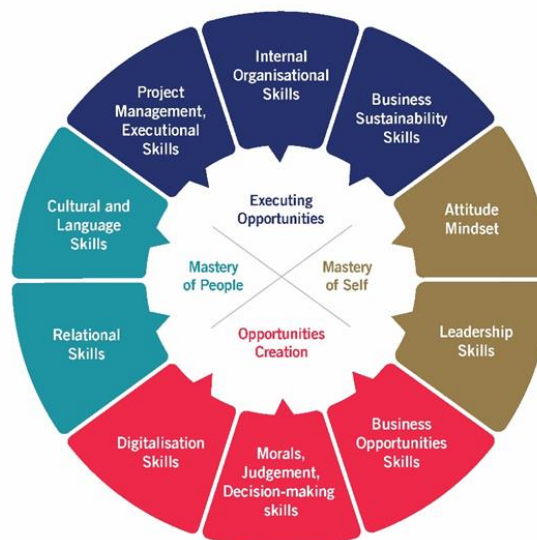 Internal
Organisational
Skills
Business
Sustainability
Skills
Attitude
Mindset
Leadership
Skills
Business
Opportunities
Skills
Morals,
Judgement,
Decision-making
skills
Digitalisation
Skills
Relational
Skills
Cultural and
Language
Skills
Project
Management,
Executional
Skills
Executing
Opportunities
Mastery
of Self
Opportunities
Creation
Mastery
of People